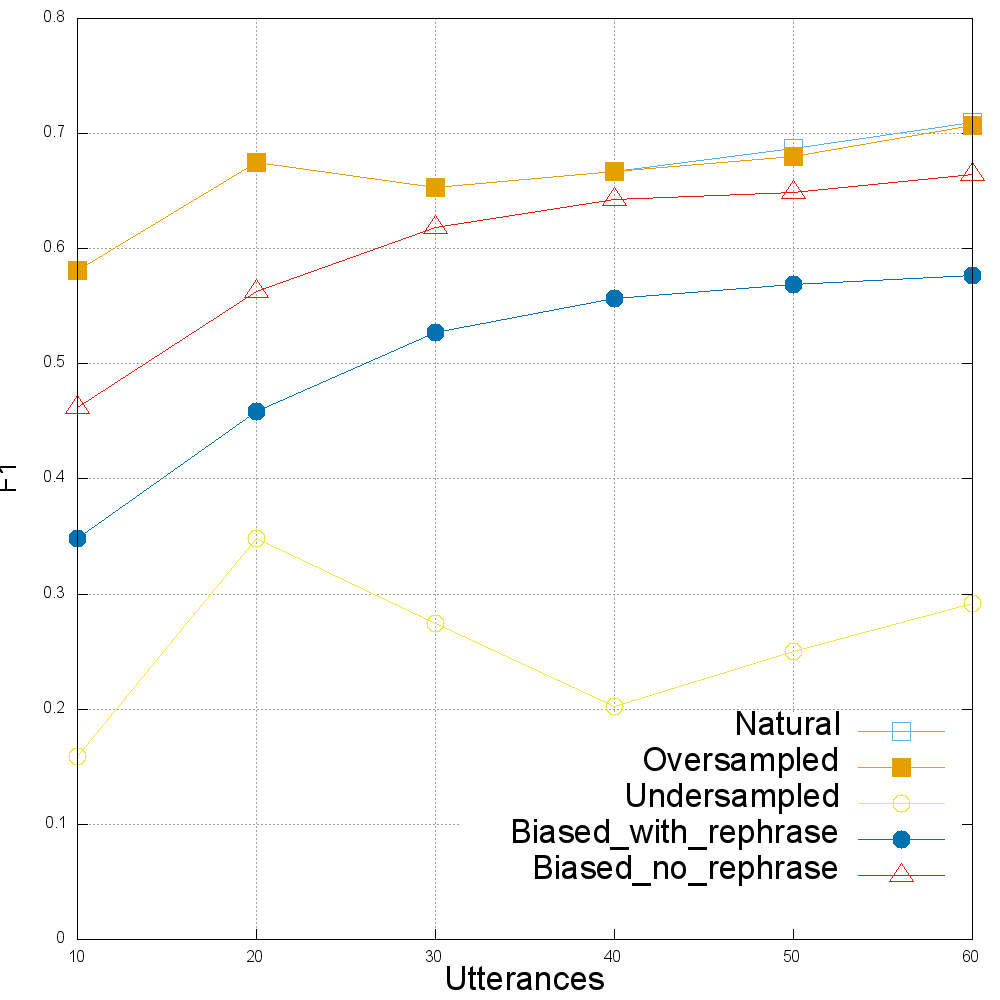 0.8
0.7
0.6
0.5
0.4
0.3
0.2
0.1
0
F1
10 20 30 40 50 60
Utterances
Natural
Oversampled
Undersampled
Biased_with_rephrase
Biased_no_rephrase